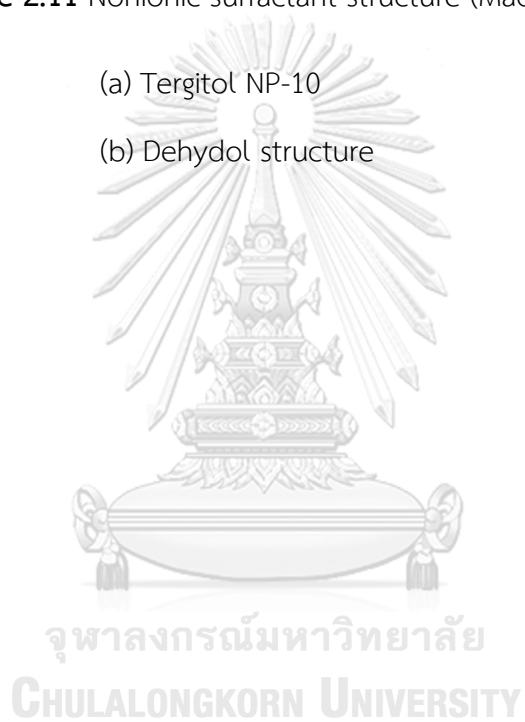 2.11 Nonionic surfactant structure
(a) Tergitol NP-10
(b) Dehydol structure
จุฬาลงกรณ์มหาวิทยาลัย
CHULALONGKORN UNIVERSITY